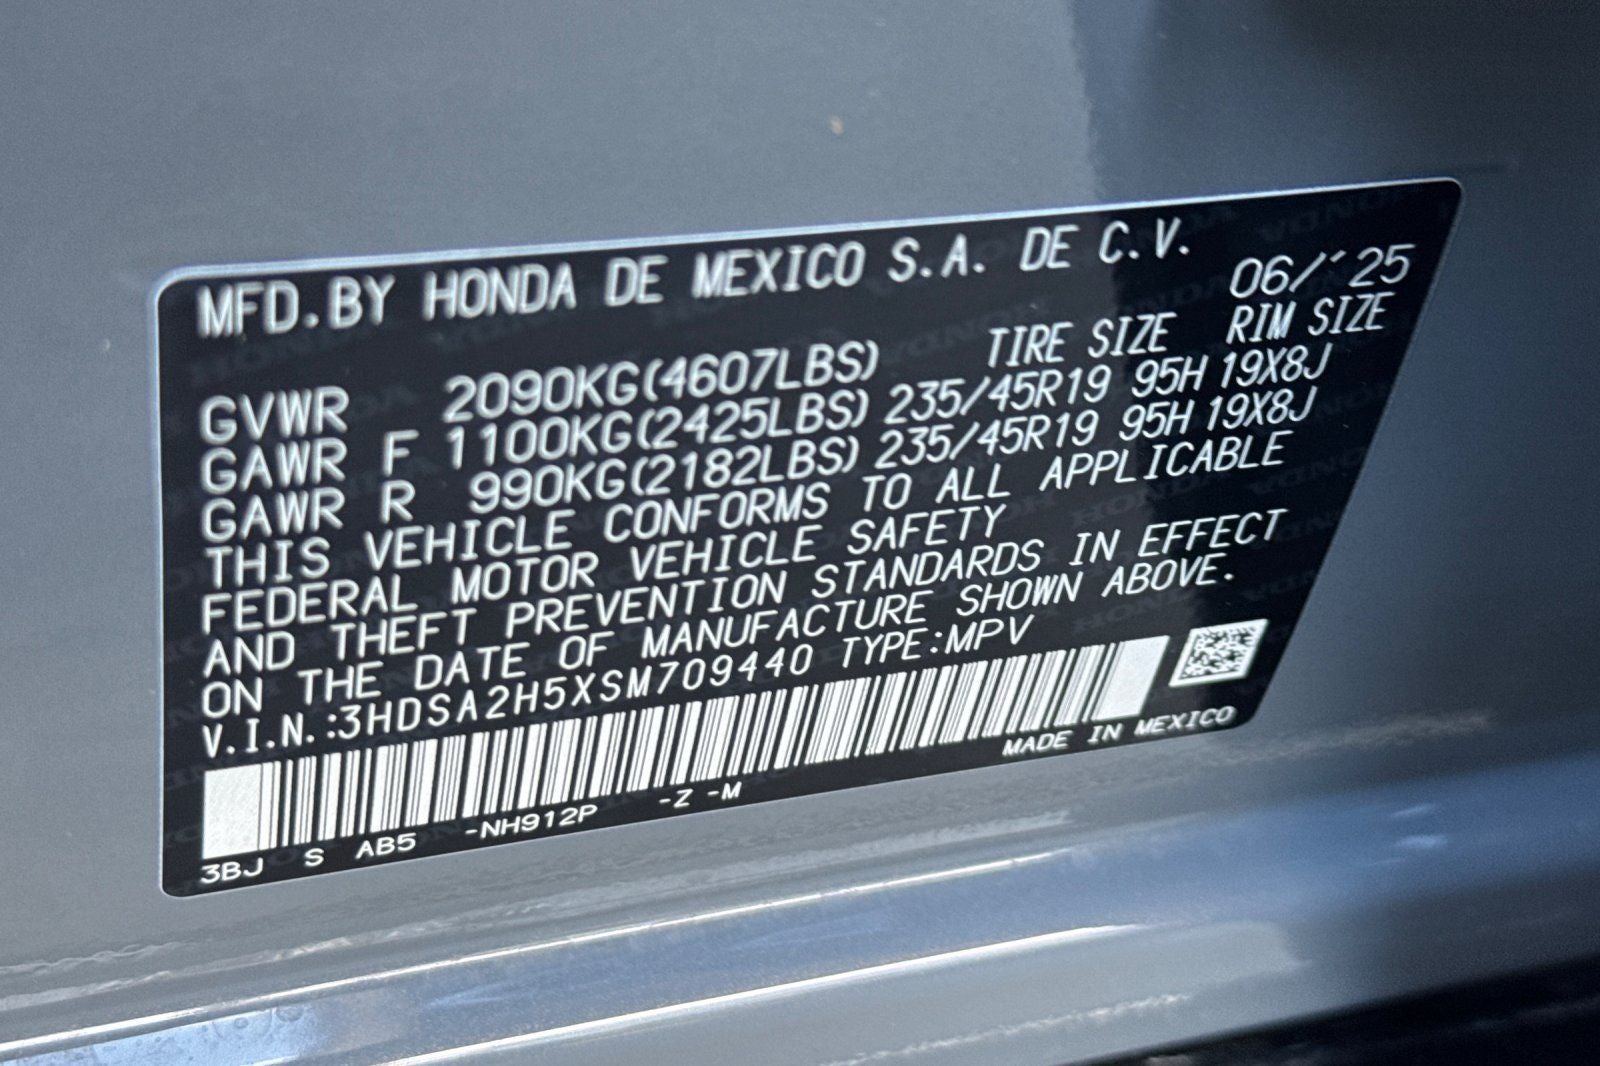 MFD.BY HONDA DE MEXICO S.A. DE C.V.
06/'25
TIRE SIZE RIM SIZE
GVWR 2090KG(4607LBS)
GAWR F 1100KG(2425LBS) 235/45R19 95H 19X8J
GAWR R 990KG(2182LBS) 235/45R19 95H 19X8J
THIS VEHICLE CONFORMS TO ALL APPLICABLE
FEDERAL MOTOR VEHICLE SAFETY
AND THEFT PREVENTION STANDARDS IN EFFECT
ON THE DATE OF MANUFACTURE SHOWN ABOVE.
V.I.N.:3HDSA2H5XSM709440 TYPE:MPV
MADE IN MEXICO
3BJ S AB5 -NH912P -Z -M